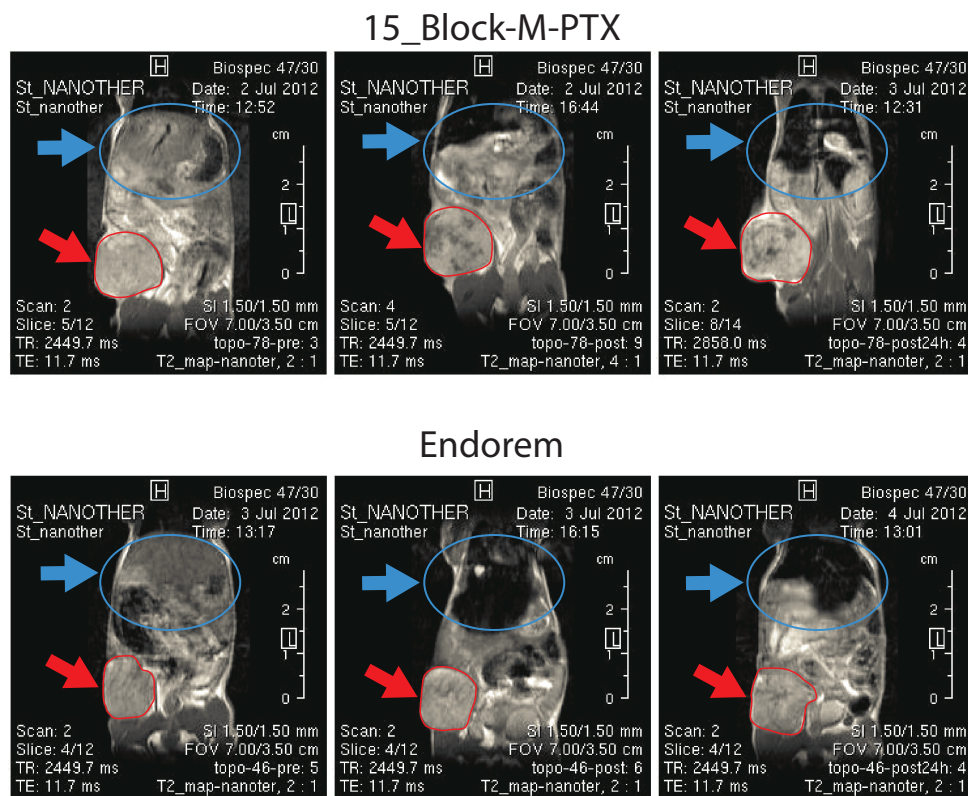 15_Block-M-PTX
H
Biospec 47/30
St_NANOTHER
Date: 2 Jul 2012
St_nanother
Time: 12:52
cm
2
L
1
0
Scan: 2
SI 1.50/1.50 mm
Slice: 5/12
FOV 7.00/3.50 cm
TR: 2449.7 ms
topo-78-pre: 3
TE: 11.7 ms
T2_map-nanoter, 2 : 1
H
Biospec 47/30
St_NANOTHER
Date: 2 Jul 2012
St_nanother
Time: 16:44
cm
2
L
1
0
Scan: 4
SI 1.50/1.50 mm
Slice: 5/12
FOV 7.00/3.50 cm
TR: 2449.7 ms
topo-78-post: 9
TE: 11.7 ms
T2_map-nanoter, 4 : 1
H
Biospec 47/30
St_NANOTHER
Date: 3 Jul 2012
St_nanother
Time: 12:31
cm
2
L
1
0
Scan: 2
SI 1.50/1.50 mm
Slice: 8/14
FOV 7.00/3.50 cm
TR: 2858.0 ms
topo-78-post24h: 4
TE: 11.7 ms
T2_map-nanoter, 2 : 1
Endorem
H
Biospec 47/30
St_NANOTHER
Date: 3 Jul 2012
St_nanother
Time: 13:17
cm
2
L
1
0
Scan: 2
SI 1.50/1.50 mm
Slice: 4/12
FOV 7.00/3.50 cm
TR: 2449.7 ms
topo-46-pre: 5
TE: 11.7 ms
T2_map-nanoter, 2 : 1
H
Biospec 47/30
St_NANOTHER
Date: 3 Jul 2012
St_nanother
Time: 16:15
cm
2
L
1
0
Scan: 2
SI 1.50/1.50 mm
Slice: 4/12
FOV 7.00/3.50 cm
TR: 2449.7 ms
topo-46-post: 6
TE: 11.7 ms
T2_map-nanoter, 2 : 1
H
Biospec 47/30
St_NANOTHER
Date: 4 Jul 2012
St_nanother
Time: 13:01
cm
2
L
1
0
Scan: 2
SI 1.50/1.50 mm
Slice: 4/12
FOV 7.00/3.50 cm
TR: 2449.7 ms
topo-46-post24h: 4
TE: 11.7 ms
T2_map-nanoter, 2 : 1